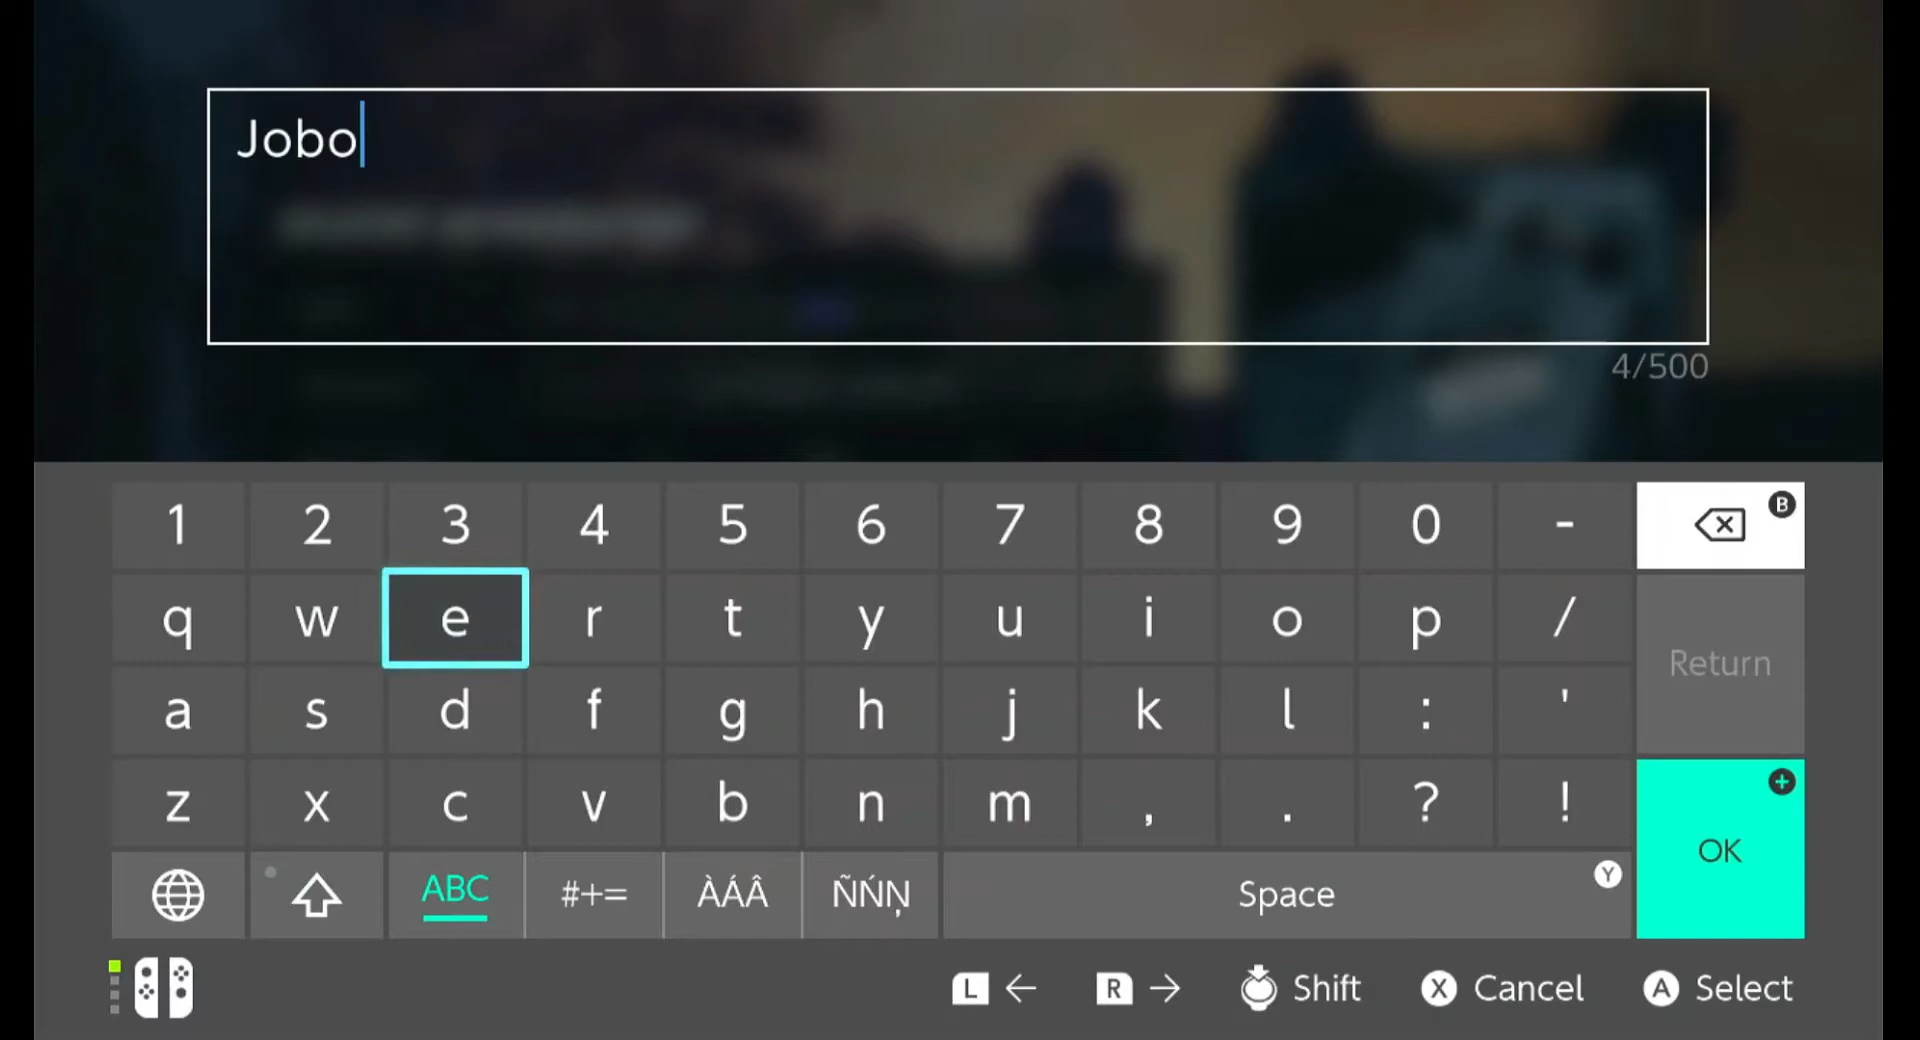 Jobo
4/500
1 2 3 4 5 6 7 8 9 0 - B
q w e r t y u i o p /
Return
a s d f g h j k l : '
z x c v b n m , . ? !
OK
ABC #+= ÀÁÂ ÑŃŅ Space Y
L ← R → Shift X Cancel A Select